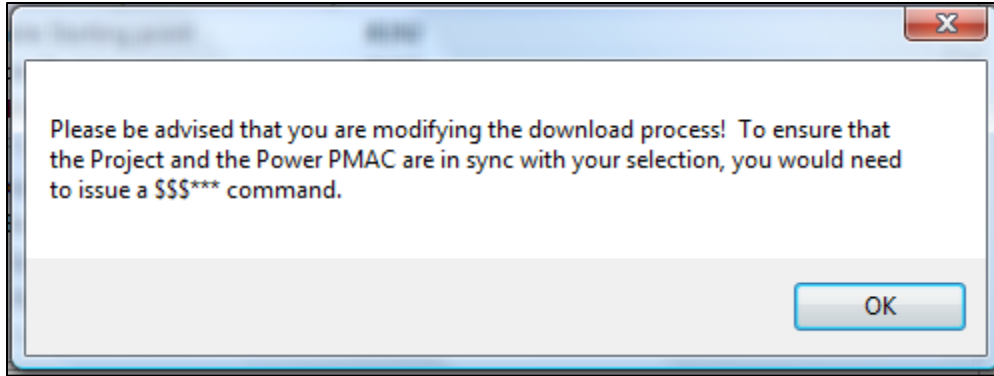 Please be advised that you are modifying the download process!  To ensure that
the Project and the Power PMAC are in sync with your selection, you would need
to issue a $$$*** command.
OK